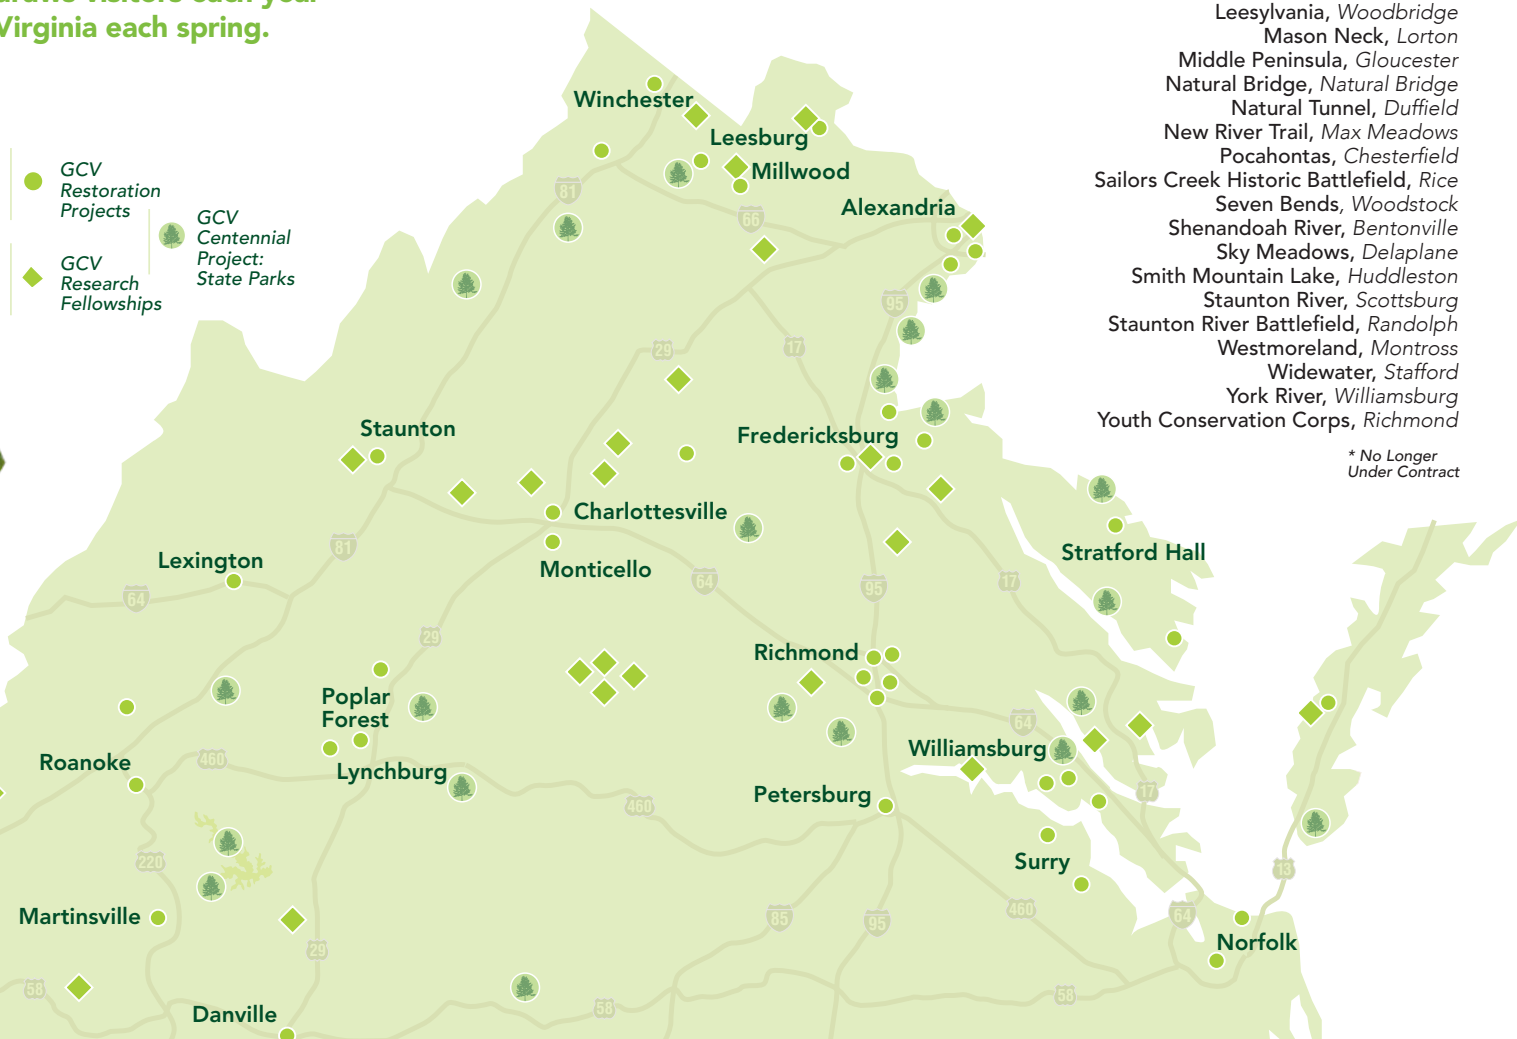 Virginia each spring.
GCV
Restoration
Projects
GCV
Research
Fellowships
GCV
Centennial
Project:
State Parks
Leesylvania, Woodbridge
Mason Neck, Lorton
Middle Peninsula, Gloucester
Natural Bridge, Natural Bridge
Natural Tunnel, Duffield
New River Trail, Max Meadows
Pocahontas, Chesterfield
Sailors Creek Historic Battlefield, Rice
Seven Bends, Woodstock
Shenandoah River, Bentonville
Sky Meadows, Delaplane
Smith Mountain Lake, Huddleston
Staunton River, Scottsburg
Staunton River Battlefield, Randolph
Westmoreland, Montross
Widewater, Stafford
York River, Williamsburg
Youth Conservation Corps, Richmond
* No Longer
Under Contract
Winchester
Leesburg
Millwood
81
66
Alexandria
95
29
17
Staunton
Fredericksburg
Charlottesville
81
Lexington
Monticello
Stratford Hall
64
64
95
17
29
Richmond
Poplar
Forest
64
Williamsburg
Roanoke
460
Lynchburg
17
Petersburg
460
220
Surry
13
Martinsville
85
95
460
64
Norfolk
29
58
58
58
Danville